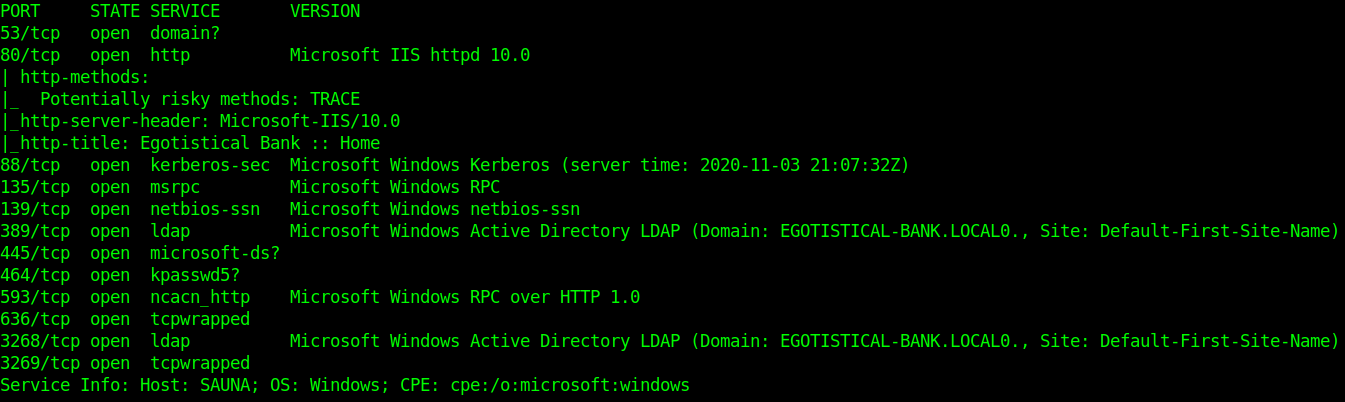 PORT     STATE SERVICE       VERSION
53/tcp   open  domain?
80/tcp   open  http          Microsoft IIS httpd 10.0
| http-methods:
|_  Potentially risky methods: TRACE
|_http-server-header: Microsoft-IIS/10.0
|_http-title: Egotistical Bank :: Home
88/tcp   open  kerberos-sec  Microsoft Windows Kerberos (server time: 2020-11-03 21:07:32Z)
135/tcp  open  msrpc         Microsoft Windows RPC
139/tcp  open  netbios-ssn   Microsoft Windows netbios-ssn
389/tcp  open  ldap          Microsoft Windows Active Directory LDAP (Domain: EGOTISTICAL-BANK.LOCAL0., Site: Default-First-Site-Name)
445/tcp  open  microsoft-ds?
464/tcp  open  kpasswd5?
593/tcp  open  ncacn_http    Microsoft Windows RPC over HTTP 1.0
636/tcp  open  tcpwrapped
3268/tcp open  ldap          Microsoft Windows Active Directory LDAP (Domain: EGOTISTICAL-BANK.LOCAL0., Site: Default-First-Site-Name)
3269/tcp open  tcpwrapped
Service Info: Host: SAUNA; OS: Windows; CPE: cpe:/o:microsoft:windows